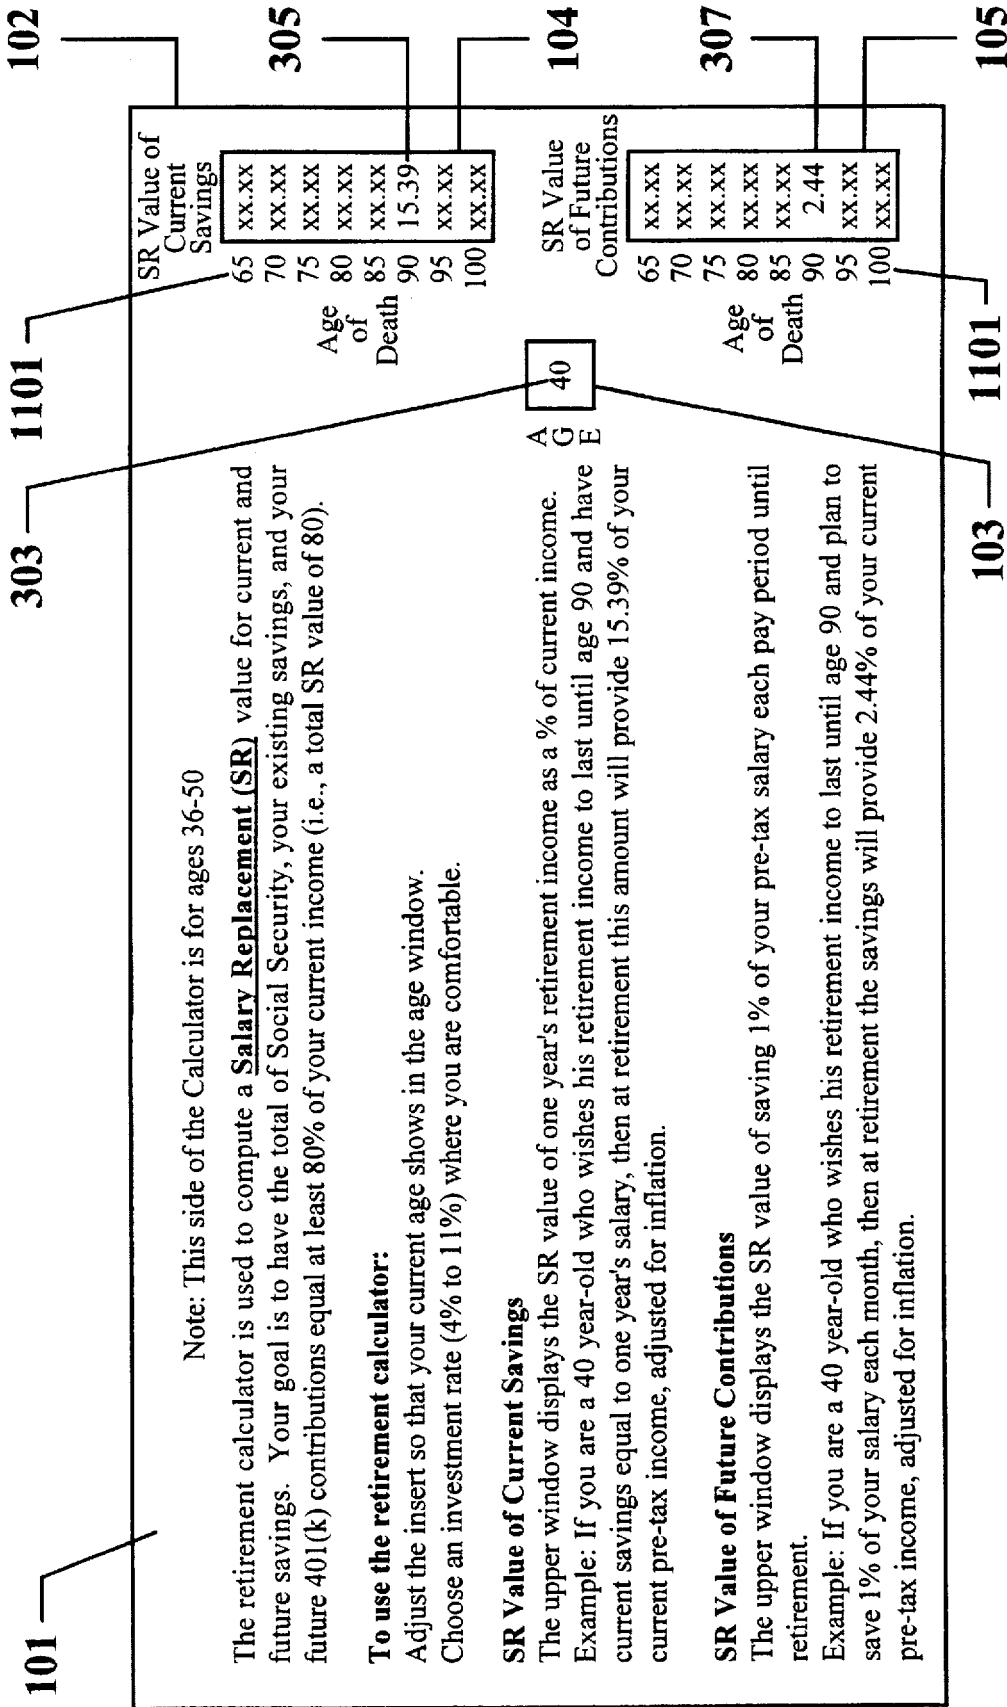 101
303
1101
102
305
104
307
105
1101
103
Note: This side of the Calculator is for ages 36-50
The retirement calculator is used to compute a Salary Replacement (SR) value for current and
future savings. Your goal is to have the total of Social Security, your existing savings, and your
future 401(k) contributions equal at least 80% of your current income (i.e., a total SR value of 80).
To use the retirement calculator:
Adjust the insert so that your current age shows in the age window.
Choose an investment rate (4% to 11%) where you are comfortable.
SR Value of Current Savings
The upper window displays the SR value of one year's retirement income as a % of current income.
Example: If you are a 40 year-old who wishes his retirement income to last until age 90 and have
current savings equal to one year's salary, then at retirement this amount will provide 15.39% of your
current pre-tax income, adjusted for inflation.
SR Value of Future Contributions
The upper window displays the SR value of saving 1% of your pre-tax salary each pay period until
retirement.
Example: If you are a 40 year-old who wishes his retirement income to last until age 90 and plan to
save 1% of your salary each month, then at retirement the savings will provide 2.44% of your current
pre-tax income, adjusted for inflation.
A
G
E
40
SR Value of
Current
Savings
Age
of
Death
65 xx.xx
70 xx.xx
75 xx.xx
80 xx.xx
85 xx.xx
90 15.39
95 xx.xx
100 xx.xx
SR Value
of Future
Contributions
Age
of
Death
65 xx.xx
70 xx.xx
75 xx.xx
80 xx.xx
85 xx.xx
90 2.44
95 xx.xx
100 xx.xx